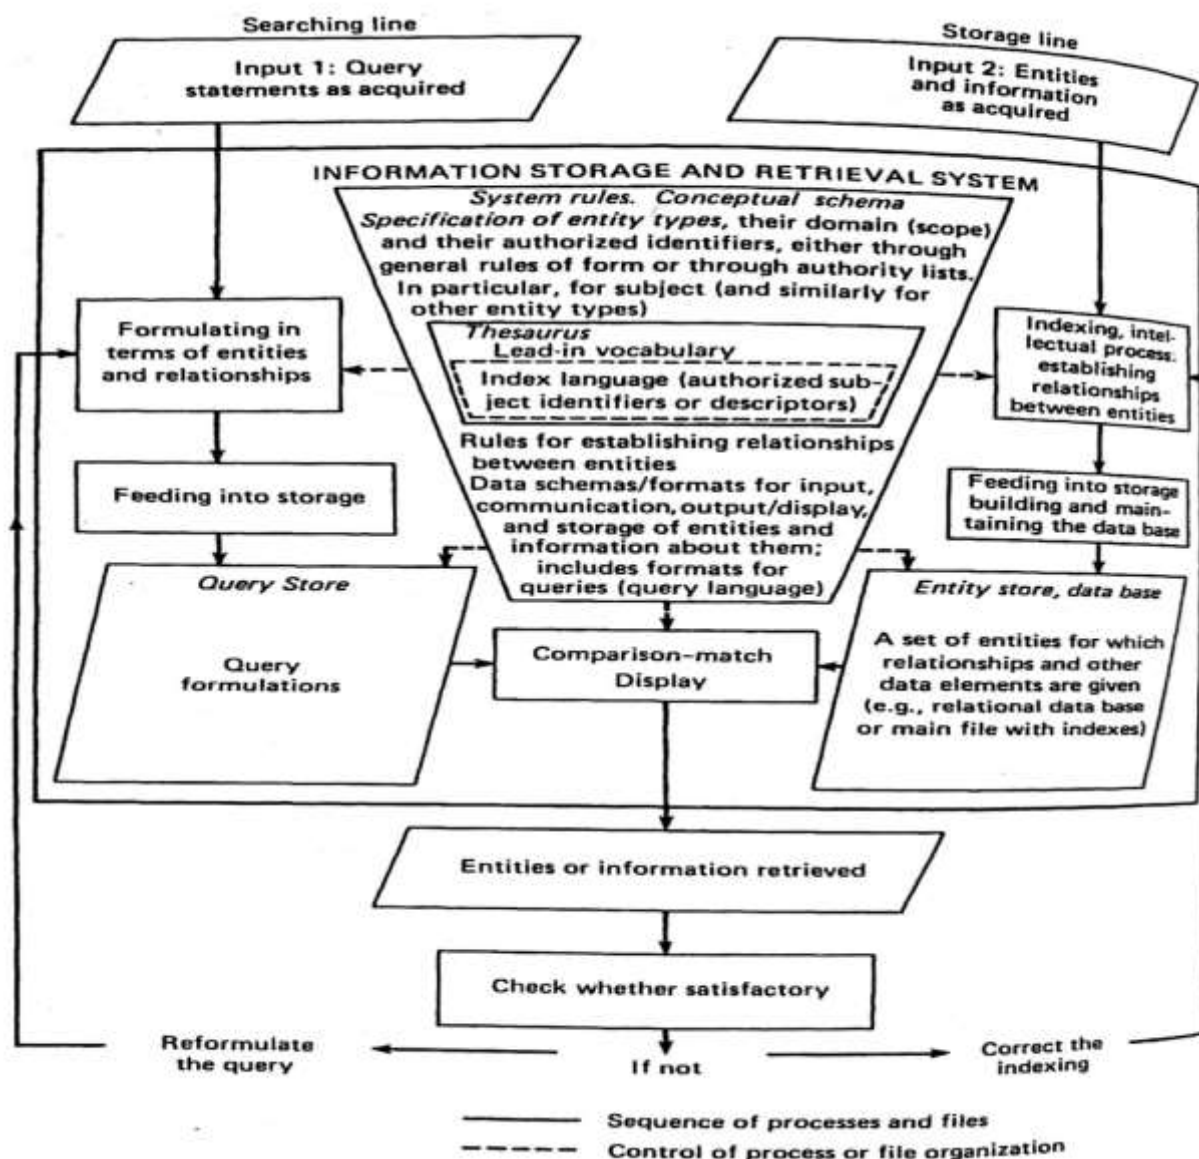 Searching line
Input 1: Query
statements as acquired
Storage line
Input 2: Entities
and information
as acquired
INFORMATION STORAGE AND RETRIEVAL SYSTEM
System rules. Conceptual schema
Specification of entity types, their domain (scope)
and their authorized identifiers, either through
general rules of form or through authority lists.
In particular, for subject (and similarly for
other entity types)
Thesaurus
Lead-in vocabulary
Index language (authorized sub-
ject identifiers or descriptors)
Rules for establishing relationships
between entities
Data schemas/formats for input,
communication, output/display,
and storage of entities and
information about them;
includes formats for
queries (query language)
Formulating in
terms of entities
and relationships
Feeding into storage
Query Store
Query
formulations
Indexing, intel-
lectual process:
establishing
relationships
between entities
Feeding into storage
building and main-
taining the data base
Entity store, data base
A set of entities for which
relationships and other
data elements are given
(e.g., relational data base
or main file with indexes)
Comparison-match
Display
Entities or information retrieved
Check whether satisfactory
Reformulate
the query
If not
Correct the
indexing
Sequence of processes and files
Control of process or file organization